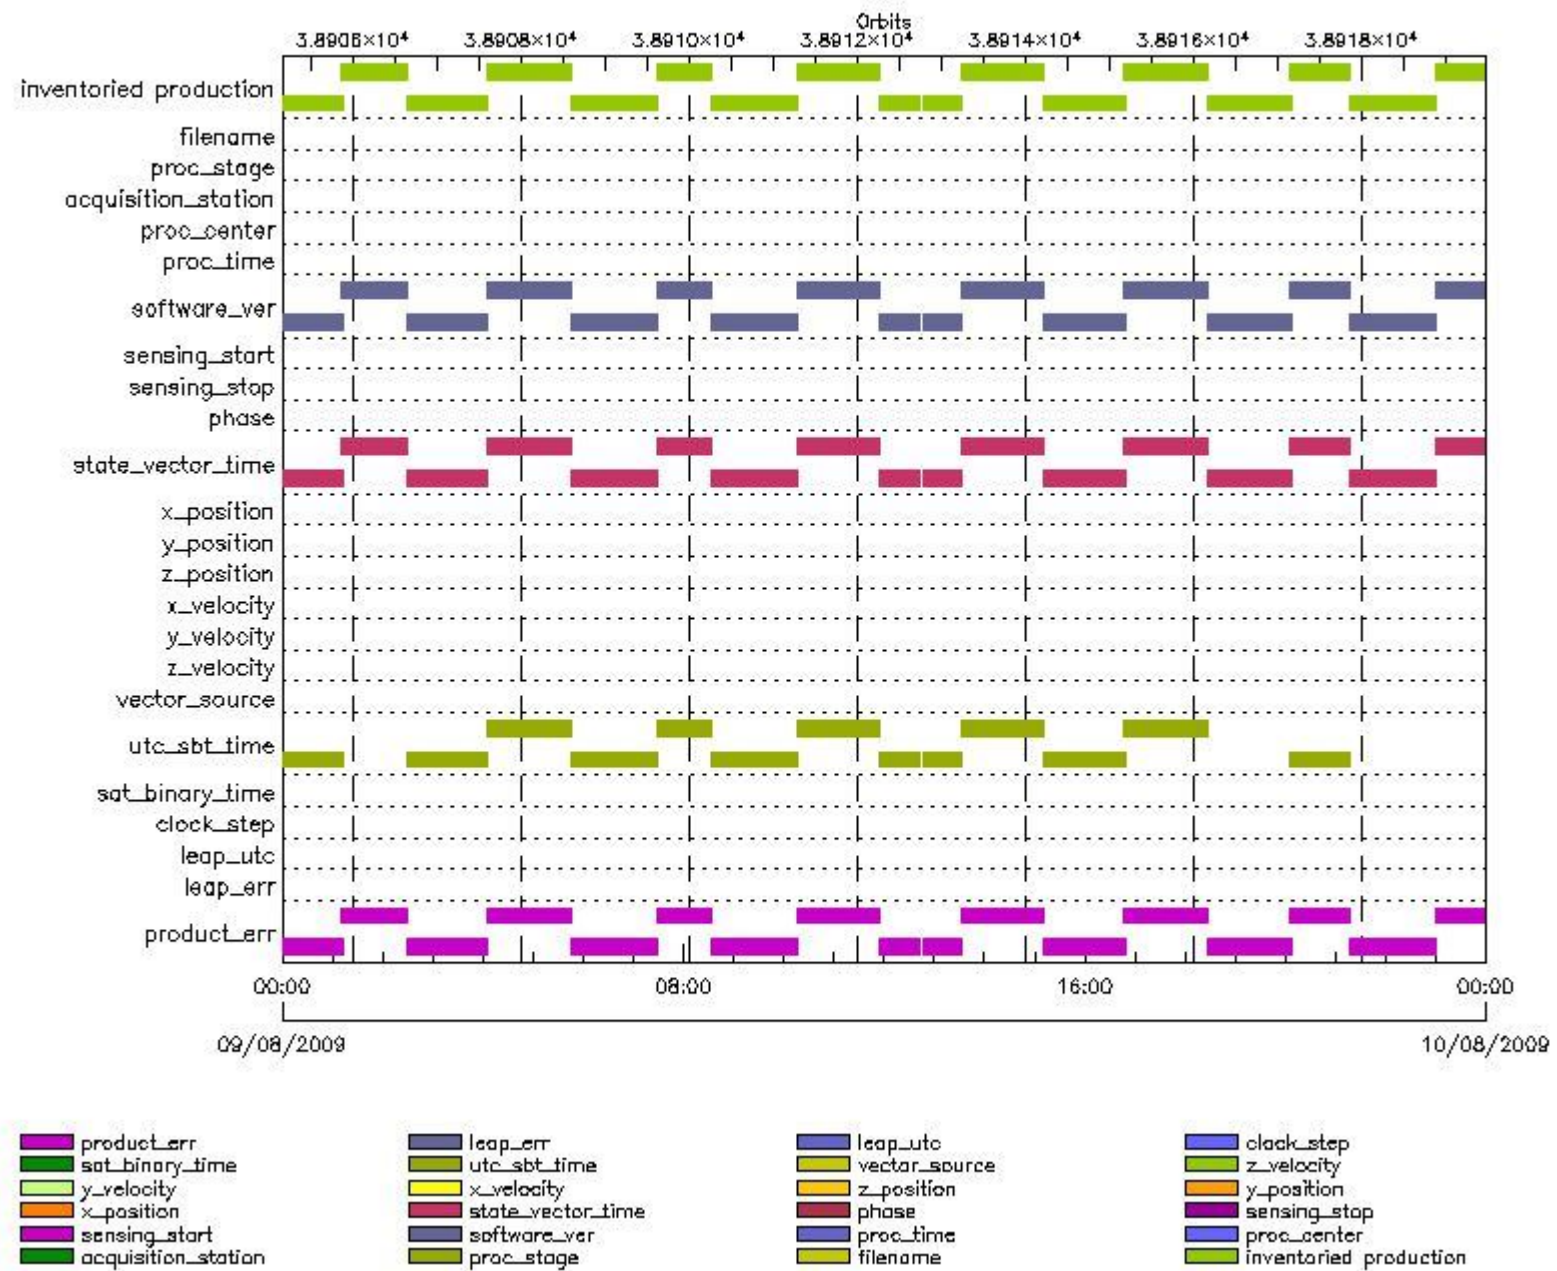 Orbits
3.8906×10⁴ 3.8908×10⁴ 3.8910×10⁴ 3.8912×10⁴ 3.8914×10⁴ 3.8916×10⁴ 3.8918×10⁴
inventoried production
filename
proc_stage
acquisition_station
proc_center
proc_time
software_ver
sensing_start
sensing_stop
phase
state_vector_time
x_position
y_position
z_position
x_velocity
y_velocity
z_velocity
vector_source
utc_sbt_time
sat_binary_time
clock_step
leap_utc
leap_err
product_err
00:00 08:00 16:00 00:00
09/08/2009 10/08/2009
product_err leap_err leap_utc clock_step
sat_binary_time utc_sbt_time vector_source z_velocity
y_velocity x_velocity z_position y_position
x_position state_vector_time phase sensing_stop
sensing_start software_ver proc_time proc_center
acquisition_station proc_stage filename inventoried production